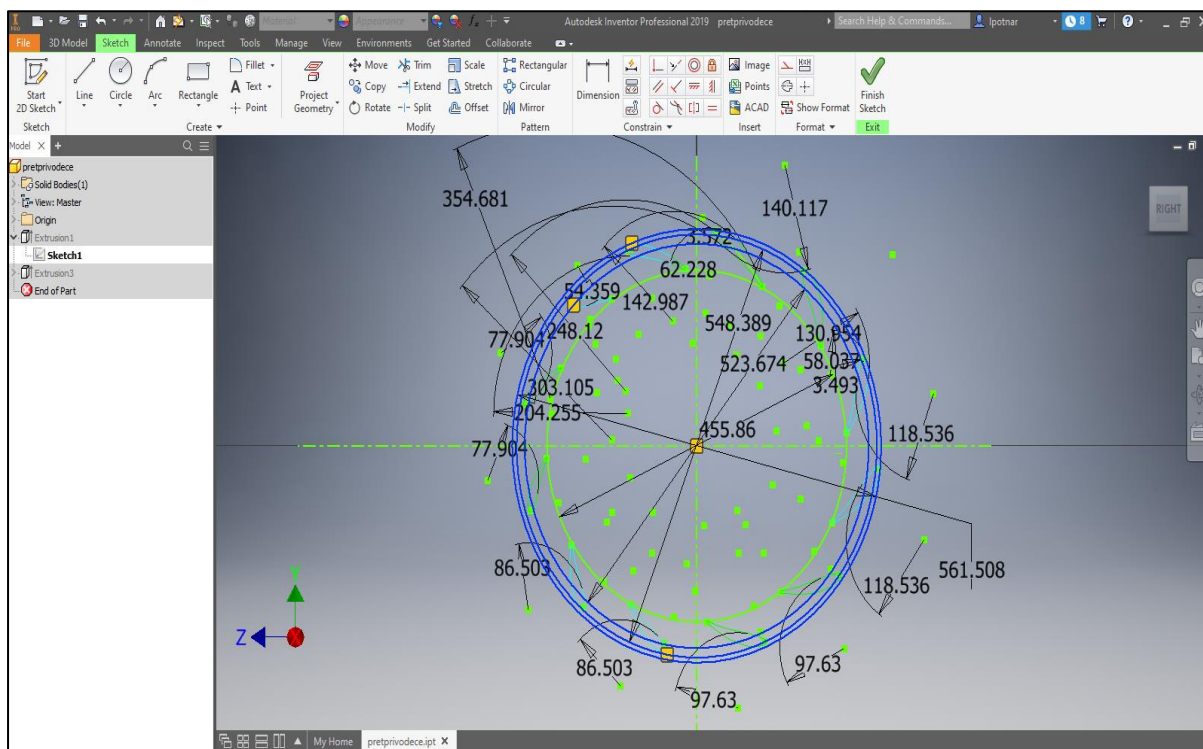 I PRO Material Appearance fx Autodesk Inventor Professional 2019 pretprivodece Search Help & Commands... lpotnar 8 ?
File 3D Model Sketch Annotate Inspect Tools Manage View Environments Get Started Collaborate
Start 2D Sketch Line Circle Arc Rectangle Fillet Text Point Project Geometry Move Copy Rotate Trim Extend Split Scale Stretch Offset Rectangular Circular Mirror Dimension Image Points ACAD Show Format Finish Sketch
Sketch Create Modify Pattern Constrain Insert Format Exit
Model X +
pretprivodece
Solid Bodies(1)
View: Master
Origin
Extrusion1
Sketch1
Extrusion3
End of Part
RIGHT
354.681
140.117
3.572
62.228
54.359
142.987
548.389
130.954
77.904
248.12
523.674
58.037
3.493
303.105
204.255
455.86
118.536
77.904
86.503
561.508
118.536
86.503
97.63
97.63
Y
Z
X
My Home pretprivodece.ipt X